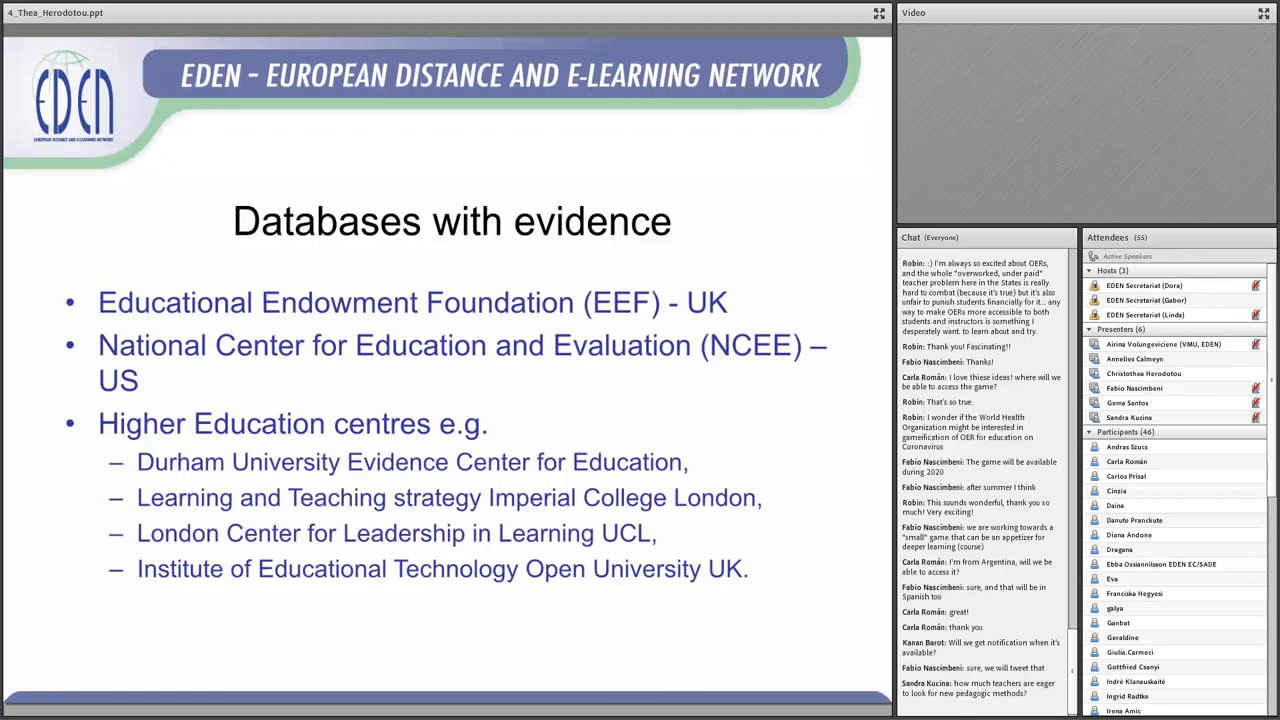 4_Thea_Herodotou.ppt
EDEN
EUROPEAN DISTANCE AND E-LEARNING NETWORK
EDEN - EUROPEAN DISTANCE AND E-LEARNING NETWORK
Databases with evidence
• Educational Endowment Foundation (EEF) - UK
• National Center for Education and Evaluation (NCEE) –
US
• Higher Education centres e.g.
– Durham University Evidence Center for Education,
– Learning and Teaching strategy Imperial College London,
– London Center for Leadership in Learning UCL,
– Institute of Educational Technology Open University UK.
Video
Chat (Everyone)
Robin: :) I'm always so excited about OERs,
and the whole "overworked, under paid"
teacher problem here in the States is really
hard to combat (because it's true) but it's also
unfair to punish students financially for it... any
way to make OERs more accessible to both
students and instructors is something I
desperately want to learn about and try.
Robin: Thank you! Fascinating!!
Fabio Nascimbeni: Thanks!
Carla Román: I love thiese ideas! where will we
be able to access the game?
Robin: That's so true.
Robin: I wonder if the World Health
Organization might be interested in
gameification of OER for education on
Coronavirus
Fabio Nascimbeni: The game will be available
during 2020
Fabio Nascimbeni: after summer I think
Robin: This sounds wonderful, thank you so
much! Very exciting!
Fabio Nascimbeni: we are working towards a
"small" game that can be an appetizer for
deeper learning (course)
Carla Román: I'm from Argentina, will we be
able to access it?
Fabio Nascimbeni: sure, and that will be in
Spanish too
Carla Román: great!
Carla Román: thank you
Kanan Barot: Will we get notification when it's
available?
Fabio Nascimbeni: sure, we will tweet that
Sandra Kucina: how much teachers are eager
to look for new pedagogic methods?
Attendees (55)
Active Speakers
Hosts (3)
EDEN Secretariat (Dora)
EDEN Secretariat (Gabor)
EDEN Secretariat (Linda)
Presenters (6)
Airina Volungeviciene (VMU, EDEN)
Annelies Calmeyn
Christothea Herodotou
Fabio Nascimbeni
Gema Santos
Sandra Kucina
Participants (46)
Andras Szucs
Carla Román
Carlos Prisal
Cinzia
Daina
Danute Pranckute
Diana Andone
Dragana
Ebba Ossiannilsson EDEN EC/SADE
Eva
Franciska Hegyesi
galya
Ganbat
Geraldine
Giulia.Carmeci
Gottfried Csanyi
Indrė Klanauskaitė
Ingrid Radtke
Irena Amic